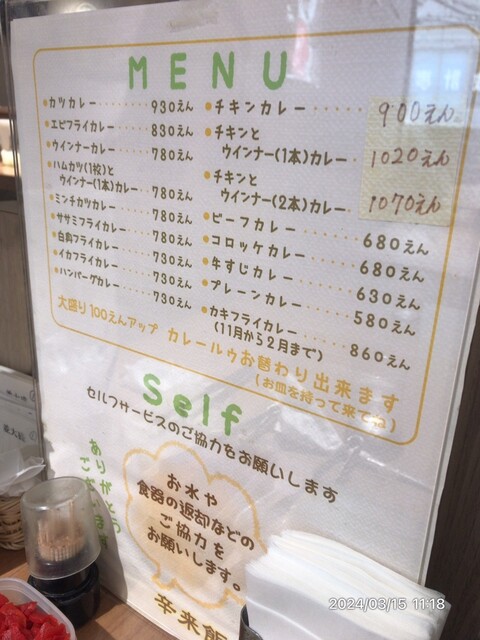 MENU
カツカレー 930えん
エビフライカレー 830えん
ウインナーカレー 780えん
ハムカツ(1枚)と
ウインナー(1本)カレー 780えん
ミンチカツカレー 780えん
ササミフライカレー 780えん
白身フライカレー 730えん
イカフライカレー 730えん
ハンバーグカレー 730えん
チキンカレー 900えん
チキンと
ウインナー(1本)カレー 1020えん
チキンと
ウインナー(2本)カレー 1070えん
ビーフカレー 680えん
コロッケカレー 680えん
牛すじカレー 630えん
プレーンカレー 580えん
カキフライカレー 860えん
(11月から2月まで)
大盛り100えんアップ カレールゥお替わり出来ます
(お皿を持って来てね)
Self
セルフサービスのご協力をお願いします
ありがとう
ございます
お水や
食器の返却などの
ご協力を
お願いします。
辛来飯
2024/03/15 11:18